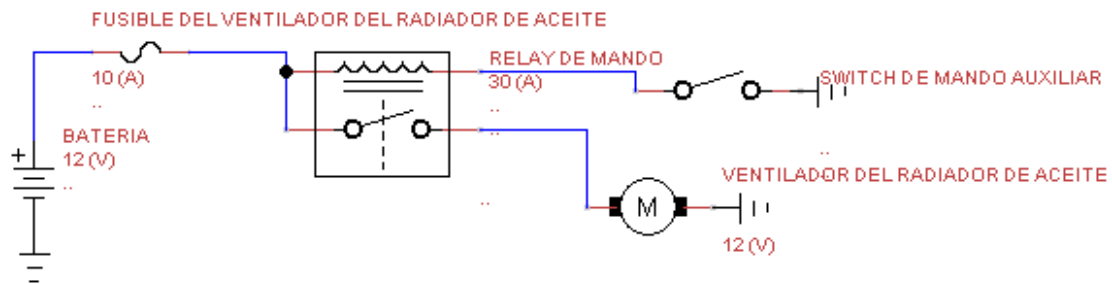 FUSIBLE DEL VENTILADOR DEL RADIADOR DE ACEITE
10 (A)
..
RELAY DE MANDO
30 (A)
..
..
SWITCH DE MANDO AUXILIAR
..
BATERIA
+
12 (V)
..
VENTILADOR DEL RADIADOR DE ACEITE
..
..
M
12 (V)